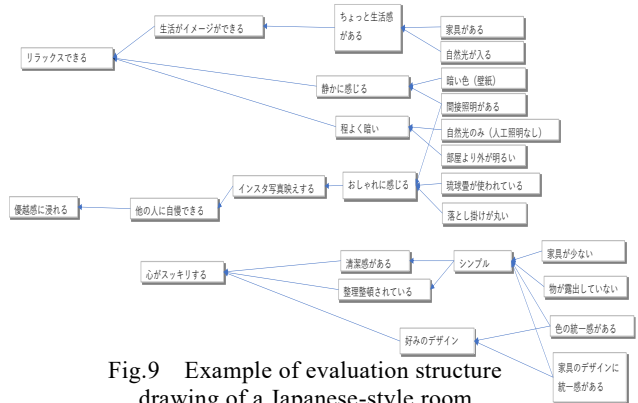 ちょっと生活感
がある
生活がイメージができる
家具がある
リラックスできる
自然光が入る
静かに感じる
暗い色（壁紙）
間接照明がある
程よく暗い
自然光のみ（人工照明なし）
部屋より外が明るい
インスタ写真映えする
おしゃれに感じる
琉球畳が使われている
優越感に浸れる
他の人に自慢できる
落とし掛けが丸い
清潔感がある
シンプル
家具が少ない
心がスッキリする
整理整頓されている
物が露出していない
好みのデザイン
色の統一感がある
家具のデザインに
統一感がある
Fig.9 Example of evaluation structure
drawing of a Japanese-style room